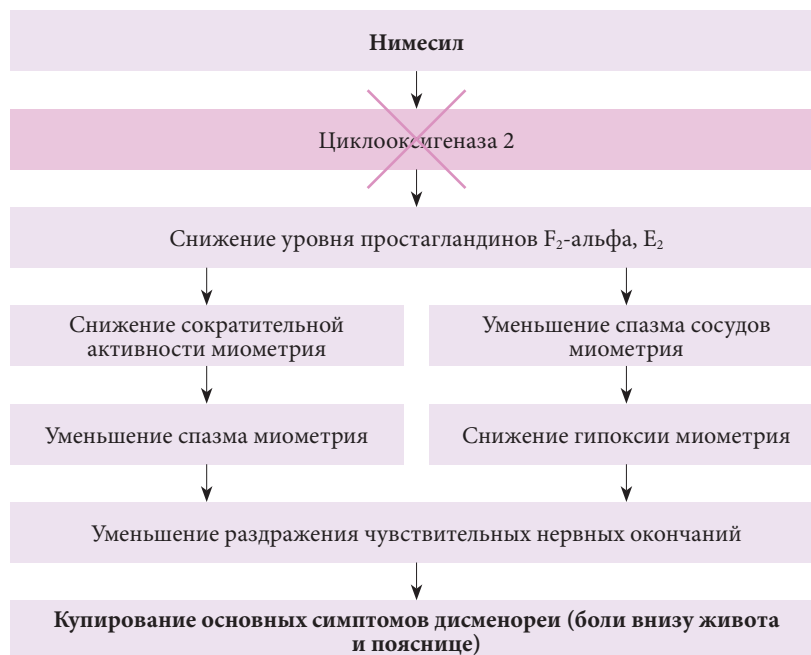 Нимесил
Циклооксигеназа 2
Снижение уровня простагландинов F₂-альфа, E₂
Снижение сократительной
активности миометрия
Уменьшение спазма сосудов
миометрия
Уменьшение спазма миометрия
Снижение гипоксии миометрия
Уменьшение раздражения чувствительных нервных окончаний
Купирование основных симптомов дисменореи (боли внизу живота
и пояснице)